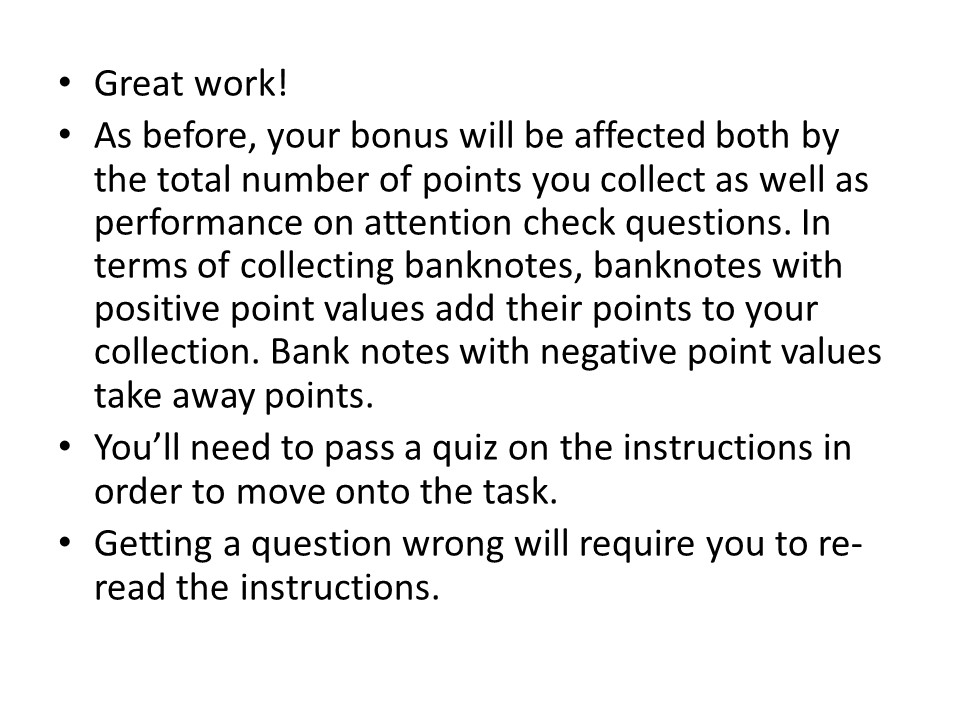 • Great work!
• As before, your bonus will be affected both by
the total number of points you collect as well as
performance on attention check questions. In
terms of collecting banknotes, banknotes with
positive point values add their points to your
collection. Bank notes with negative point values
take away points.
• You’ll need to pass a quiz on the instructions in
order to move onto the task.
• Getting a question wrong will require you to re-
read the instructions.